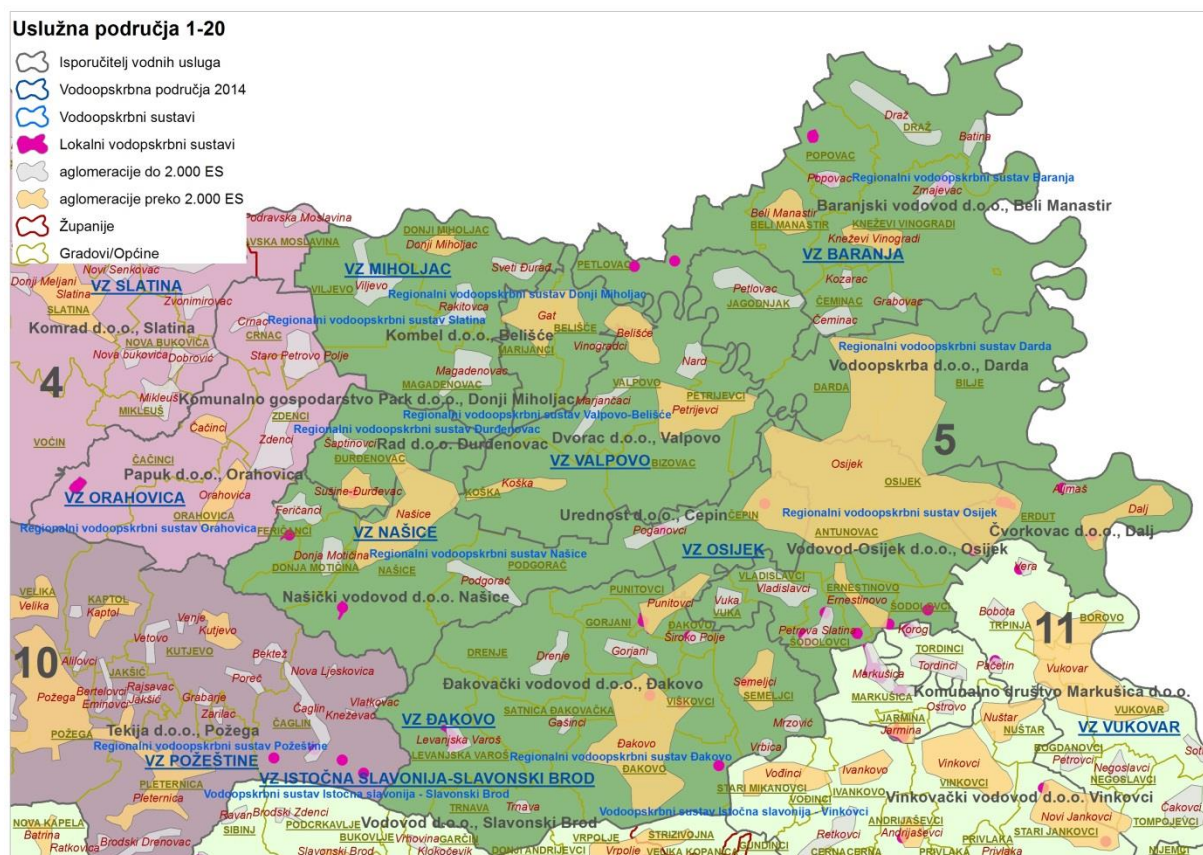 Uslužna područja 1-20
Isporučitelj vodnih usluga
Vodoopskrbna područja 2014
Vodoopskrbni sustavi
Lokalni vodopskrbni sustavi
aglomeracije do 2.000 ES
aglomeracije preko 2.000 ES
Županije
Gradovi/Općine
Draž
DRAŽ
Batina
POPOVAC
Popovac
Regionalni vodoopskrbni sustav Baranja
Zmajevac
Baranjski vodovod d.o.o., Beli Manastir
Beli Manastir
BELI MANASTIR
KNEŽEVI VINOGRADI
Kneževi Vinogradi
VZ BARANJA
Podravska Moslavina
DONJI MIHOLJAC
Donji Miholjac
VZ MIHOLJAC
Sveti Đurađ
PETLOVAC
Novi Senkovac
Donji Meljani
Slatina
VZ SLATINA
SLATINA
Zvonimirovac
VILJEVO
Viljevo
Regionalni vodoopskrbni sustav Donji Miholjac
Rakitovca
Petlovac
JAGODNJAK
Kozarac
ČEMINAC
Grabovac
Čeminac
Komrad d.o.o., Slatina
NOVA BUKOVICA
Nova bukovica
Dobrović
Crnac
CRNAC
Regionalni vodoopskrbni sustav Slatina
Kombel d.o.o., Belišće
Gat
BELIŠĆE
Belišće
MARIJANCI
Vinogradci
Staro Petrovo Polje
Regionalni vodoopskrbni sustav Darda
Vodoopskrba d.o.o., Darda
Nard
Magadenovac
MAGADENOVAC
4
Mikleuš
MIKLEUŠ
VALPOVO
PETRIJEVCI
Marjančaci
Petrijevci
DARDA
BILJE
Komunalno gospodarstvo Park d.o.o., Donji Miholjac
ZDENCI
Zdenci
Čačinci
Regionalni vodoopskrbni sustav Valpovo-Belišće
Regionalni vodoopskrbni sustav Đurđenovac
Rad d.o.o. Đurđenovac
Dvorac d.o.o., Valpovo
VOĆIN
ČAČINCI
Šaptinovci
ĐURĐENOVAC
VZ VALPOVO
BIZOVAC
5
Papuk d.o.o., Orahovica
VZ ORAHOVICA
Orahovica
ORAHOVICA
Sušine-Đurđevac
KOŠKA
Koška
Osijek
OSIJEK
Aljmaš
Regionalni vodoopskrbni sustav Orahovica
Feričanci
FERIČANCI
Našice
VZ NAŠICE
Urednost d.o.o., Čepin
ČEPIN
Regionalni vodoopskrbni sustav Osijek
ERDUT
Dalj
Poganovci
ANTUNOVAC
Čvorkovac d.o.o., Dalj
Donja Motičina
DONJA MOTIČINA
Regionalni vodoopskrbni sustav Našice
NAŠICE
PODGORAČ
Podgorač
VZ OSIJEK
Vodovod-Osijek d.o.o., Osijek
Vera
VELIKA
Velika
KAPTOL
Kaptol
Našički vodovod d.o.o. Našice
PUNITOVCI
Punitovci
VLADISLAVCI
Vladislavci
ERNESTINOVO
Ernestinovo
ŠODOLOVCI
Vuka
VUKA
GORJANI
ĐAKOVO
Široko Polje
Petrova Slatina
ŠODOLOVCI
Korog
Bobota
TRPINJA
11
BOROVO
Venje
Kutjevo
Vetovo
KUTJEVO
10
Alilovci
JAKŠIĆ
Bektež
Nova Ljeskovica
DRENJE
Drenje
Gorjani
TORDINCI
Tordinci
Pačetin
Vukovar
Požega
Bertelovci
Eminovci
Rajsavac
Jakšić
Grabarje
Poreč
Zarilac
Čaglin
ČAGLIN
Vlatkovac
Kneževac
Đakovački vodovod d.o.o., Đakovo
Semeljci
SEMELJCI
VIŠKOVCI
Markušica
MARKUŠICA
Ostrovo
Komunalno društvo Markušica d.o.o.
VUKOVAR
SATNICA ĐAKOVAČKA
Gašinci
VZ ĐAKOVO
Tekija d.o.o., Požega
POŽEGA
Regionalni vodoopskrbni sustav Požeštine
VZ POŽEŠTINE
Levanjska Varoš
LEVANJSKA VAROŠ
Đakovo
ĐAKOVO
Regionalni vodoopskrbni sustav Đakovo
Mrzović
Vrbica
JARMINA
Jarmina
Nuštar
NUŠTAR
VZ VUKOVAR
BOGDANOVCI
Petrovci
Negoslavci
NEGOSLAVCI
VZ ISTOČNA SLAVONIJA-SLAVONSKI BROD
PLETERNICA
Pleternica
Vodoopskrbni sustav Istočna slavonija - Slavonski Brod
TRNAVA
Trnava
Vođinci
STARI MIKANOVCI
VOĐINCI
Ivankovo
IVANKOVO
Vinkovci
VINKOVCI
Vinkovački vodovod d.o.o. Vinkovci
Čakovci
NOVA KAPELA
Batrina
Ratkovica
Brodski Drenovac
Brodski Zdenci
SIBINJ
PODCRKAVLJE
BUKOVLJE
Vrhovina
GARČIN
Klokočevik
Slavonski Brod
Vodovod d.o.o., Slavonski Brod
DONJI ANDRIJEVCI
VRPOLJE
Vrpolje
STRIZIVOJNA
VELIKA KOPANICA
GUNDINCI
Vodoopskrbni sustav Istočna slavonija - Vinkovci
Retkovci
CERNA
Cerna
ANDRIJAŠEVCI
Andrijaševci
PRIVLAKA
Privlaka
Novi Jankovci
STARI JANKOVCI
TOMPOJEVCI
NIJEMCI